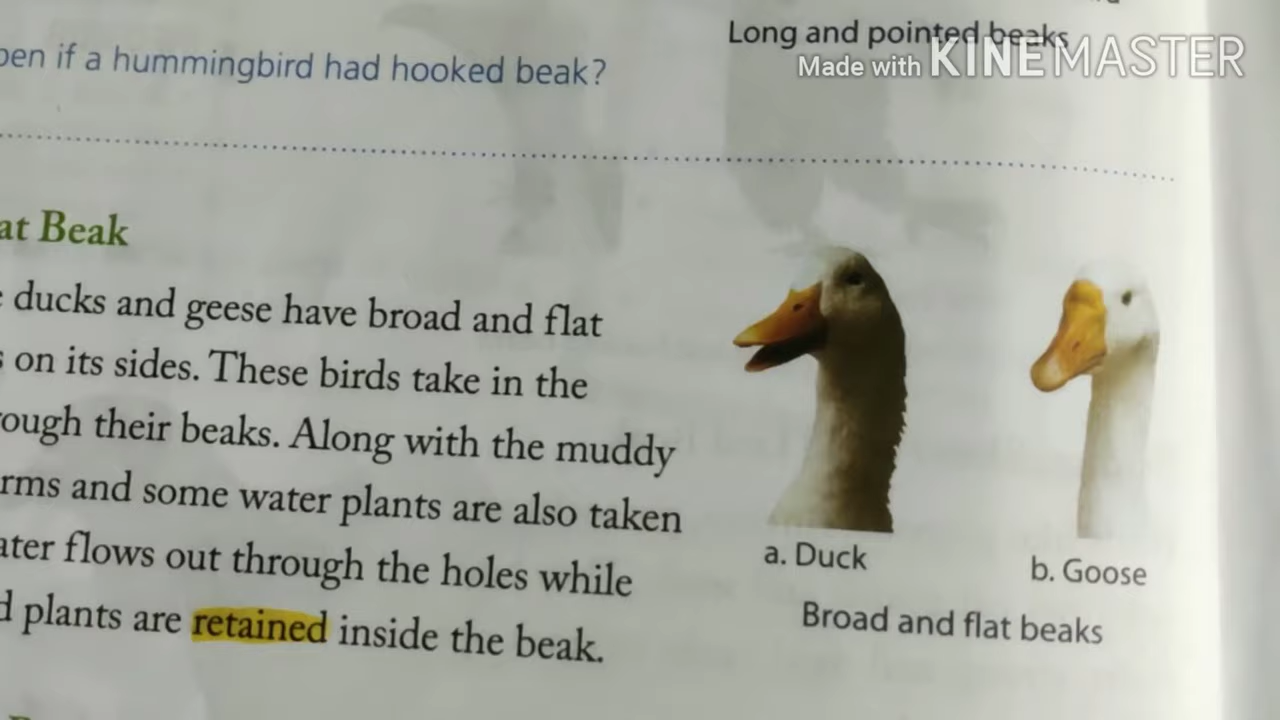 Long and pointed beaks
Made with KINEMASTER
pen if a hummingbird had hooked beak?
at Beak
ducks and geese have broad and flat
s on its sides. These birds take in the
ough their beaks. Along with the muddy
rms and some water plants are also taken
ater flows out through the holes while
d plants are retained inside the beak.
a. Duck
b. Goose
Broad and flat beaks